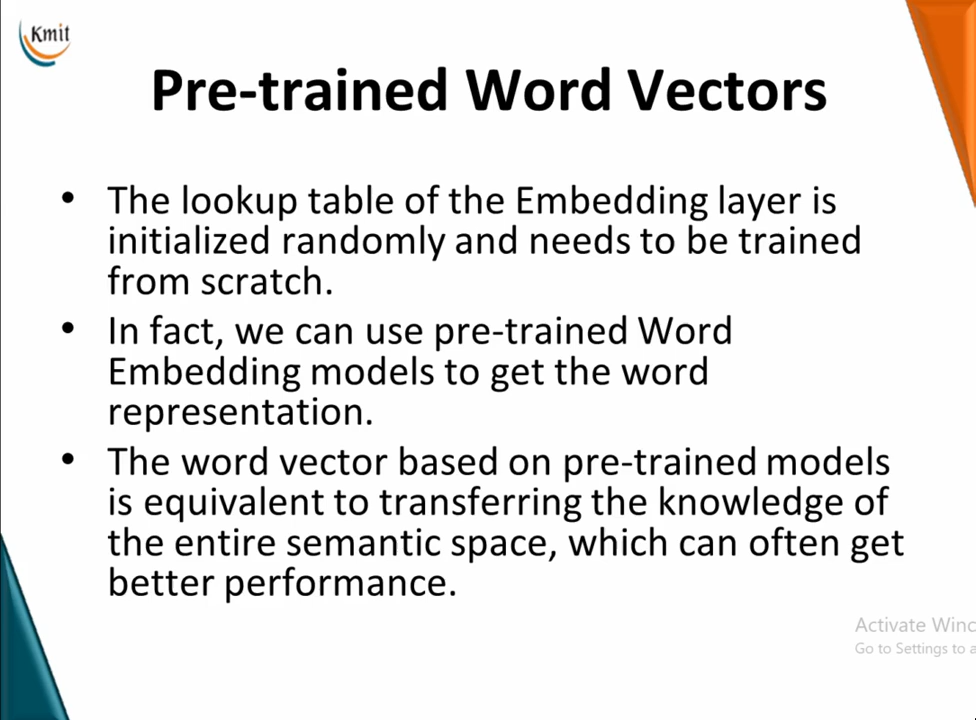 Kmit
Pre-trained Word Vectors
• The lookup table of the Embedding layer is
initialized randomly and needs to be trained
from scratch.
• In fact, we can use pre-trained Word
Embedding models to get the word
representation.
• The word vector based on pre-trained models
is equivalent to transferring the knowledge of
the entire semantic space, which can often get
better performance.
Activate Winc
Go to Settings to a